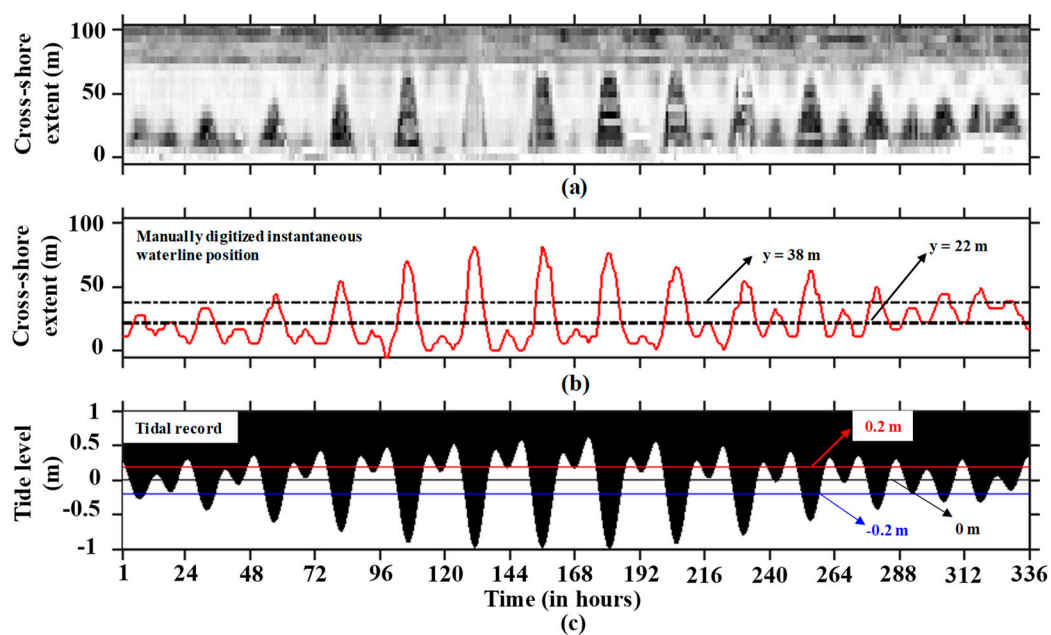 Cross-shore
extent (m)
100
50
0
(a)
Cross-shore
extent (m)
100
50
0
Manually digitized instantaneous
waterline position
y = 38 m
y = 22 m
(b)
Tide level
(m)
1
0.5
0
-0.5
-1
Tidal record
0.2 m
-0.2 m
0 m
1 24 48 72 96 120 144 168 192 216 240 264 288 312 336
Time (in hours)
(c)